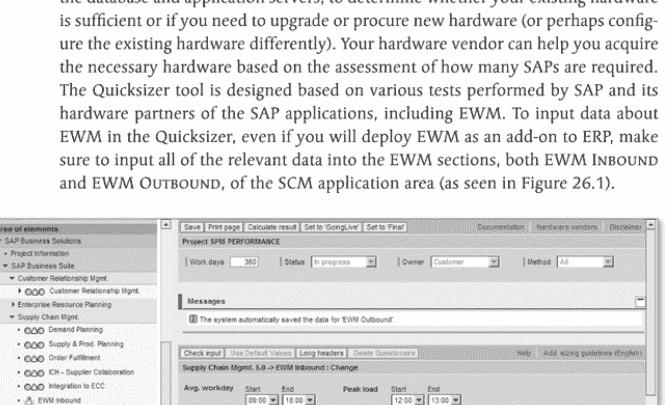 the database and application servers, to determine whether your existing hardware
is sufficient or if you need to upgrade or procure new hardware (or perhaps config-
ure the existing hardware differently). Your hardware vendor can help you acquire
the necessary hardware based on the assessment of how many SAPs are required.
The Quicksizer tool is designed based on various tests performed by SAP and its
hardware partners of the SAP applications, including EWM. To input data about
EWM in the Quicksizer, even if you will deploy EWM as an add-on to ERP, make
sure to input all of the relevant data into the EWM sections, both EWM INBOUND
and EWM OUTBOUND, of the SCM application area (as seen in Figure 26.1).
ree of elements
SAP Business Solutions
Project Information
SAP Business Suite
Customer Relationship Mgmt.
Customer Relationship Mgmt.
Enterprise Resource Planning
Supply Chain Mgmt.
Demand Planning
Supply & Prod. Planning
Order Fulfillment
ICH - Supplier Collaboration
Integration to ECC
EWM Inbound
Save Print page Calculate result Set to 'GoingLive' Set to 'Final' Documentation Hardware vendors Disclaimer
Project SPM PERFORMANCE
Work days 360 Status In progress Owner Customer Method All
Messages
The system automatically saved the data for 'EWM Outbound'.
Check input Use Default Values Long headers Delete Questionaire Help Add. sizing guidelines (English)
Supply Chain Mgmt. 5.0 -> EWM Inbound : Change
Avg. workday Start End Peak load Start End
09:00 18:00 12:00 13:00